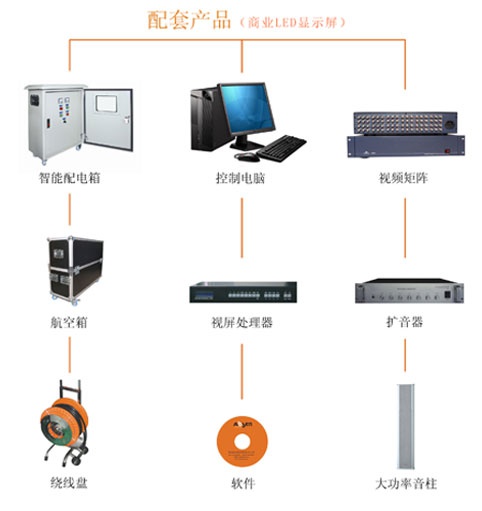 配套产品（商业LED显示屏）
智能配电箱
控制电脑
视频矩阵
航空箱
视屏处理器
扩音器
绕线盘
软件
大功率音柱